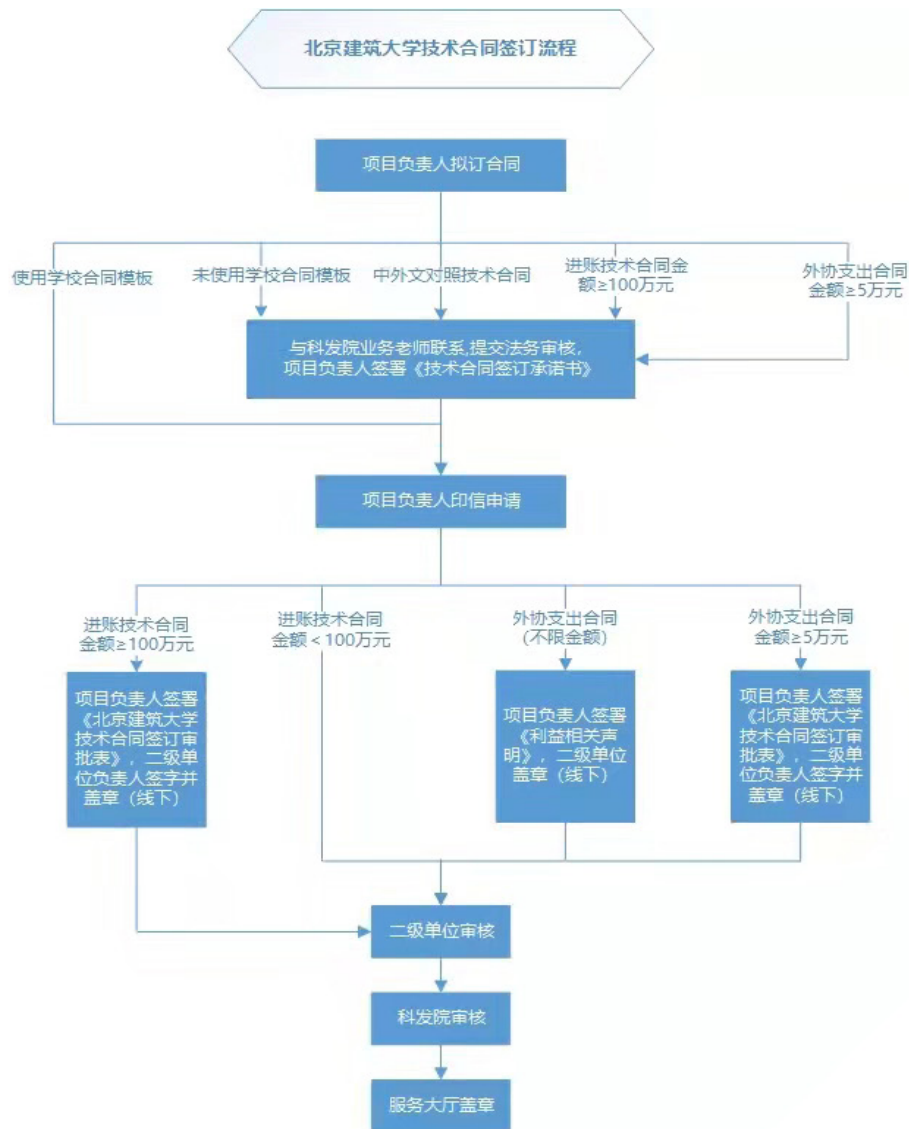 北京建筑大学技术合同签订流程
项目负责人拟订合同
使用学校合同模板
未使用学校合同模板
中外文对照技术合同
进账技术合同金
额≥100万元
外协支出合同
金额≥5万元
与科发院业务老师联系,提交法务审核,
项目负责人签署《技术合同签订承诺书》
项目负责人印信申请
进账技术合同
金额≥100万元
进账技术合同
金额<100万元
外协支出合同
(不限金额)
外协支出合同
金额≥5万元
项目负责人签署
《北京建筑大学
技术合同签订审
批表》，二级单
位负责人签字并
盖章（线下）
项目负责人签署
《利益相关声
明》，二级单位
盖章（线下）
项目负责人签署
《北京建筑大学
技术合同签订审
批表》，二级单
位负责人签字并
盖章（线下）
二级单位审核
科发院审核
服务大厅盖章